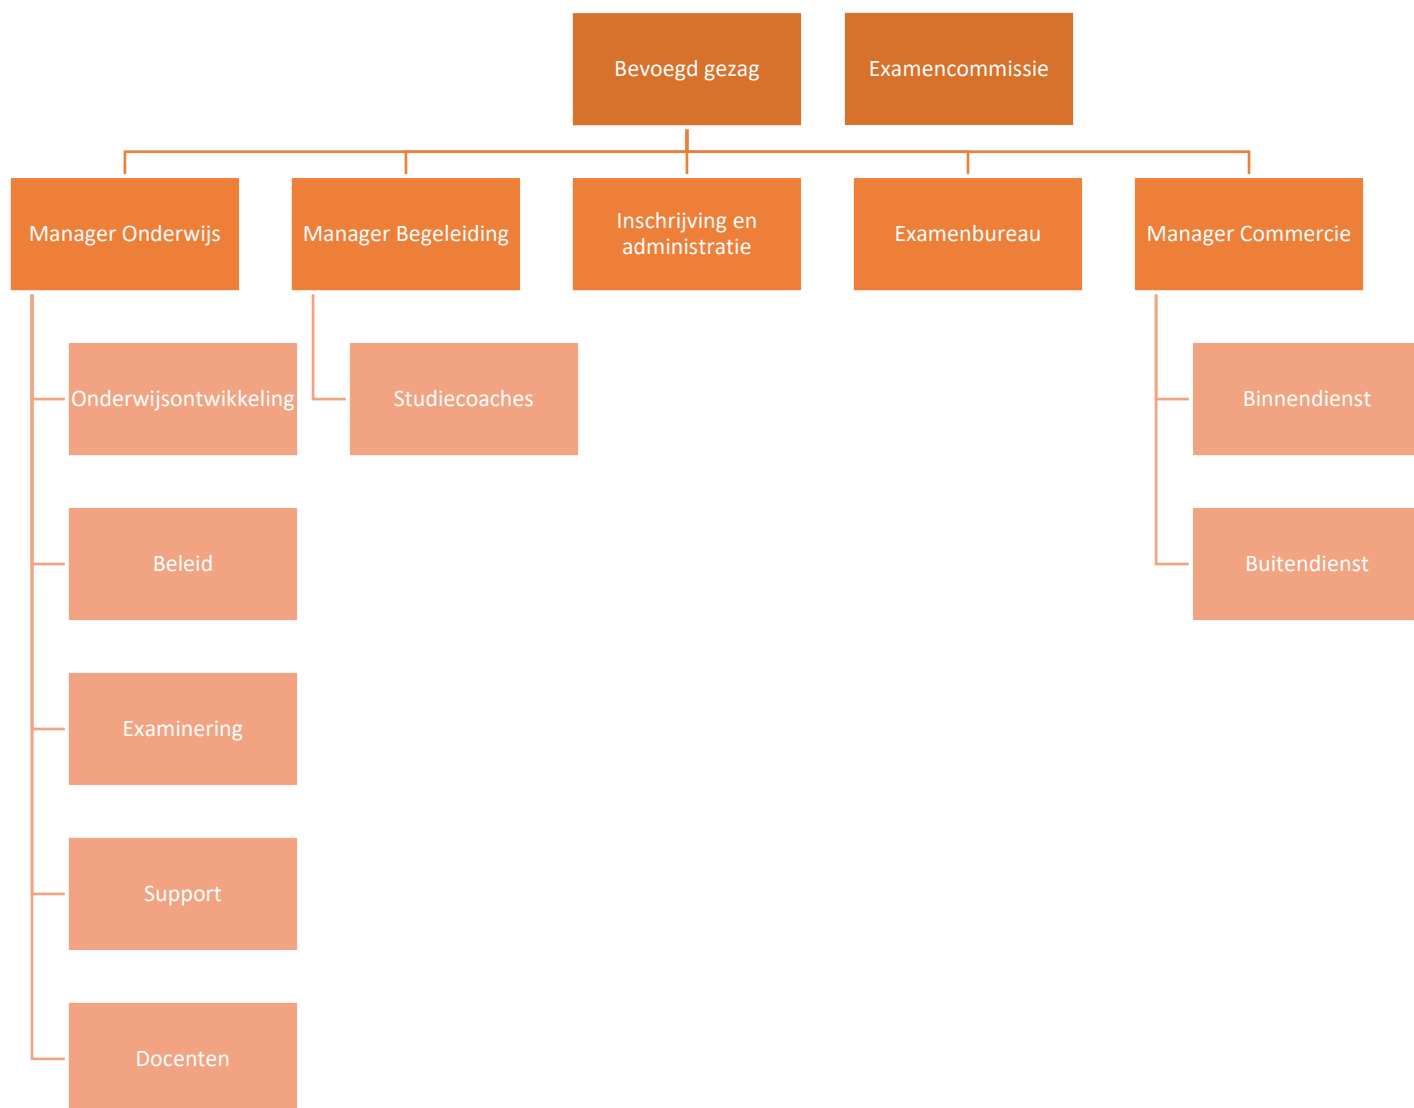 Bevoegd gezag
Examencommissie
Manager Onderwijs
Manager Begeleiding
Inschrijving en
administratie
Examenbureau
Manager Commercie
Onderwijsontwikkeling
Studiecoaches
Binnendienst
Beleid
Buitendienst
Examinering
Support
Docenten